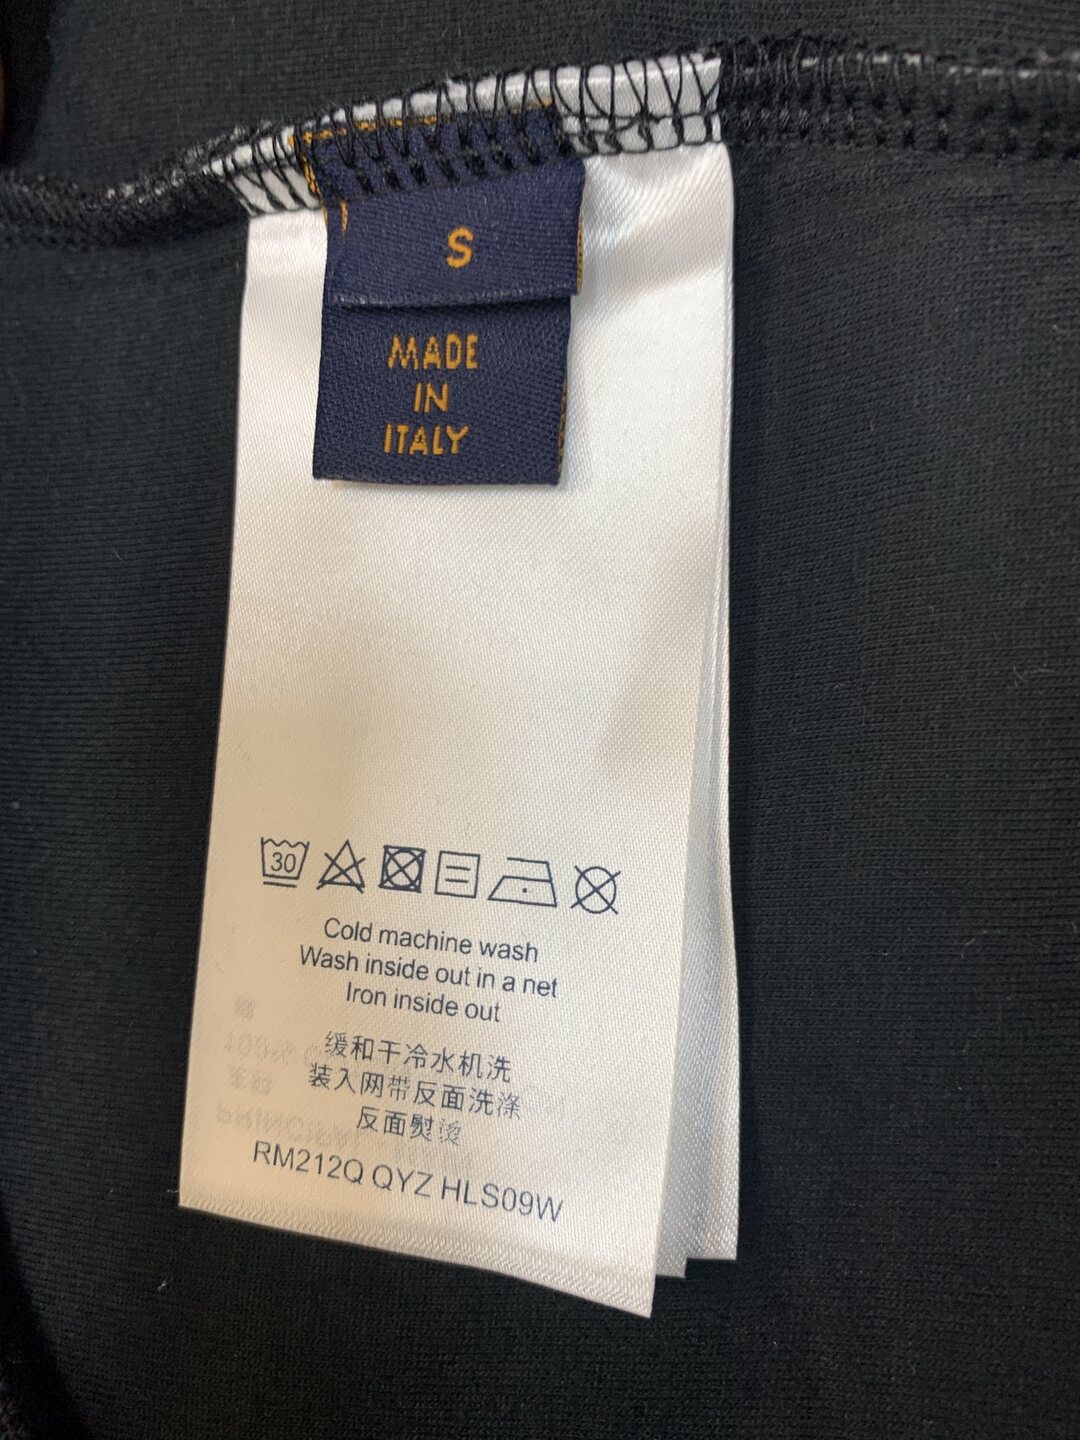 S
MADE
IN
ITALY
30
Cold machine wash
Wash inside out in a net
Iron inside out
缓和干冷水机洗
装入网带反面洗涤
反面熨烫
RM212Q QYZ HLS09W